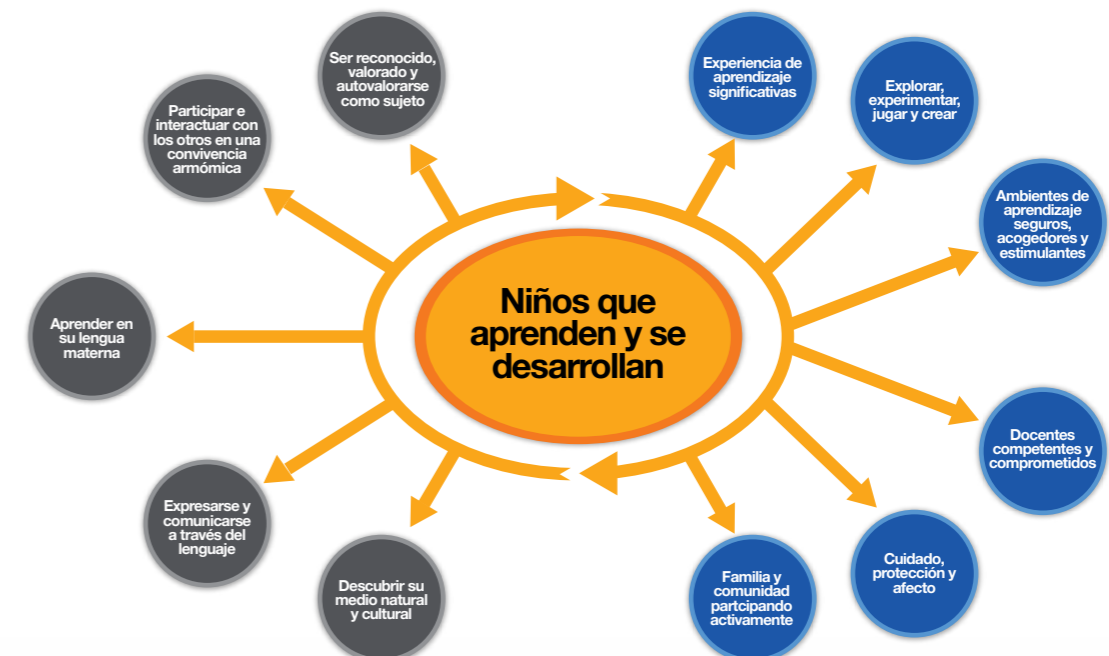 Ser reconocido,
valorado y
autovalorarse
como sujeto
Experiencia de
aprendizaje
significativas
Explorar,
experimentar,
jugar y crear
Participar e
interactuar con
los otros en una
convivencia
armómica
Ambientes de
aprendizaje
seguros,
acogedores y
estimulantes
Niños que
aprenden y se
desarrollan
Aprender en
su lengua
materna
Docentes
competentes y
comprometidos
Expresarse y
comunicarse
a través del
lenguaje
Cuidado,
protección y
afecto
Descubrir su
medio natural
y cultural
Familia y
comunidad
partcipando
activamente